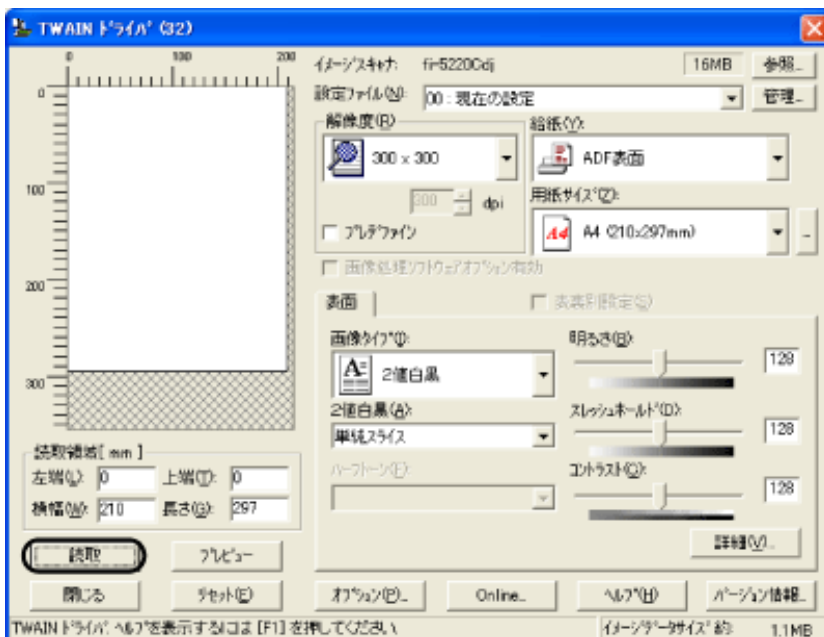 TWAIN ﾄﾞﾗｲﾊﾞ (32)
0 100 200
0
100
200
300
ｲﾒｰｼﾞｽｷｬﾅ: fi-5220Cdj 16MB 参照...
設定ﾌｧｲﾙ(N): 00 : 現在の設定 管理...
解像度(R) 給紙(Y):
300 x 300 ADF表面
300 dpi 用紙ｻｲｽﾞ(Z):
ﾌﾟﾚﾃﾞﾌｧｲﾝ A4 A4 (210x297mm) ...
画像処理ｿﾌﾄｳｪｱｵﾌﾟｼｮﾝ有効
表面 表裏別設定(S)
画像ﾀｲﾌﾟ(I): 明るさ(B):
2値白黒 128
2値白黒(A): ｽﾚｯｼｭﾎｰﾙﾄﾞ(D):
単純ｽﾗｲｽ 128
ﾊｰﾌﾄｰﾝ(F): ｺﾝﾄﾗｽﾄ(C):
128
詳細(V)...
読取領域[ mm ]
左端(L): 0 上端(T): 0
横幅(W): 210 長さ(G): 297
読取 ﾌﾟﾚﾋﾞｭｰ
閉じる ﾘｾｯﾄ(E) ｵﾌﾟｼｮﾝ(P)... Online... ﾍﾙﾌﾟ(H) ﾊﾞｰｼﾞｮﾝ情報...
TWAIN ﾄﾞﾗｲﾊﾞ ﾍﾙﾌﾟを表示するには [F1] を押してください ｲﾒｰｼﾞﾃﾞｰﾀｻｲｽﾞ 約: 1.1MB